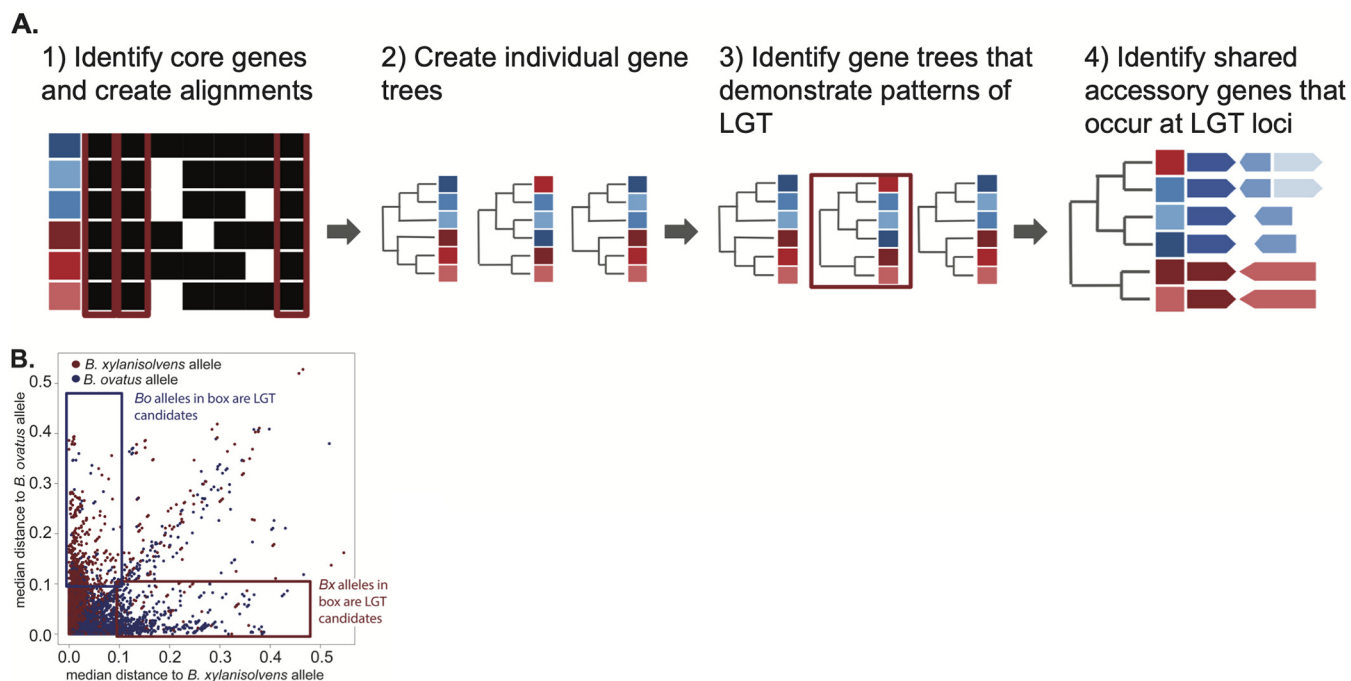 A.
1) Identify core genes
and create alignments
2) Create individual gene
trees
3) Identify gene trees that
demonstrate patterns of
LGT
4) Identify shared
accessory genes that
occur at LGT loci
B.
B. xylanisolvens allele
B. ovatus allele
Bo alleles in box are LGT
candidates
Bx alleles in
box are LGT
candidates
median distance to B. ovatus allele
0.5
0.4
0.3
0.2
0.1
0.0
0.0 0.1 0.2 0.3 0.4 0.5
median distance to B. xylanisolvens allele